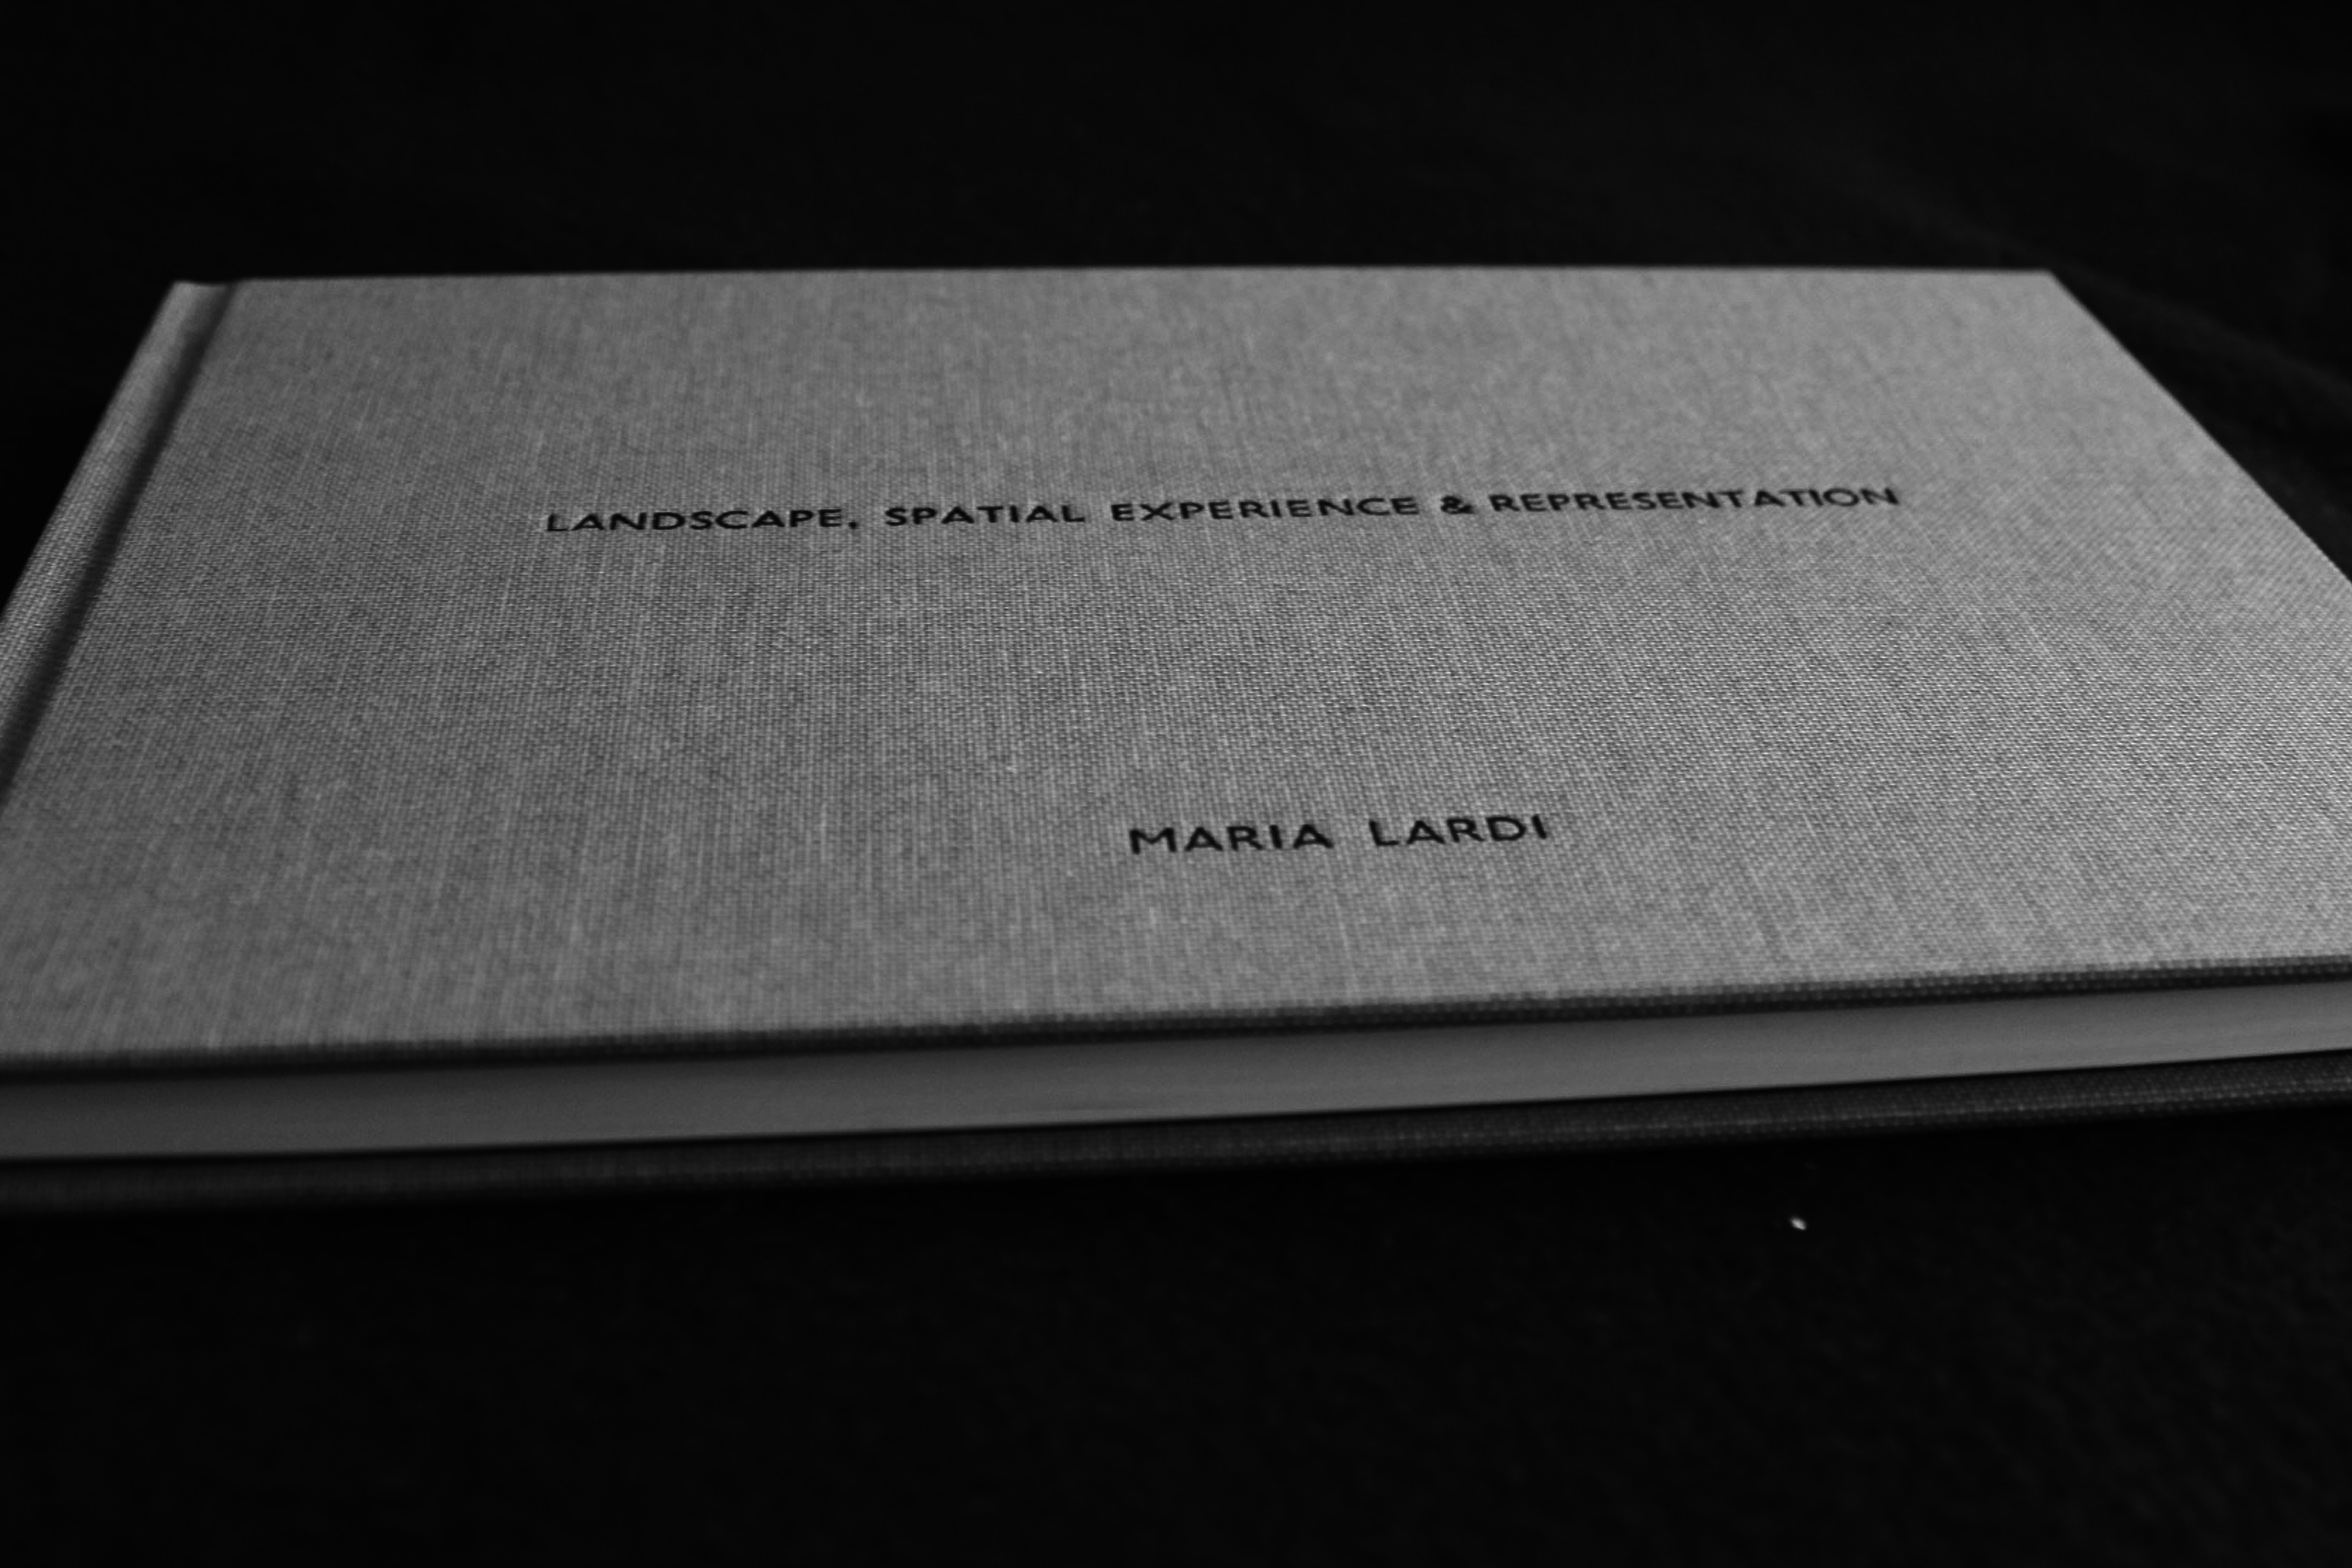 LANDSCAPE, SPATIAL EXPERIENCE & REPRESENTATION
MARIA LARDI